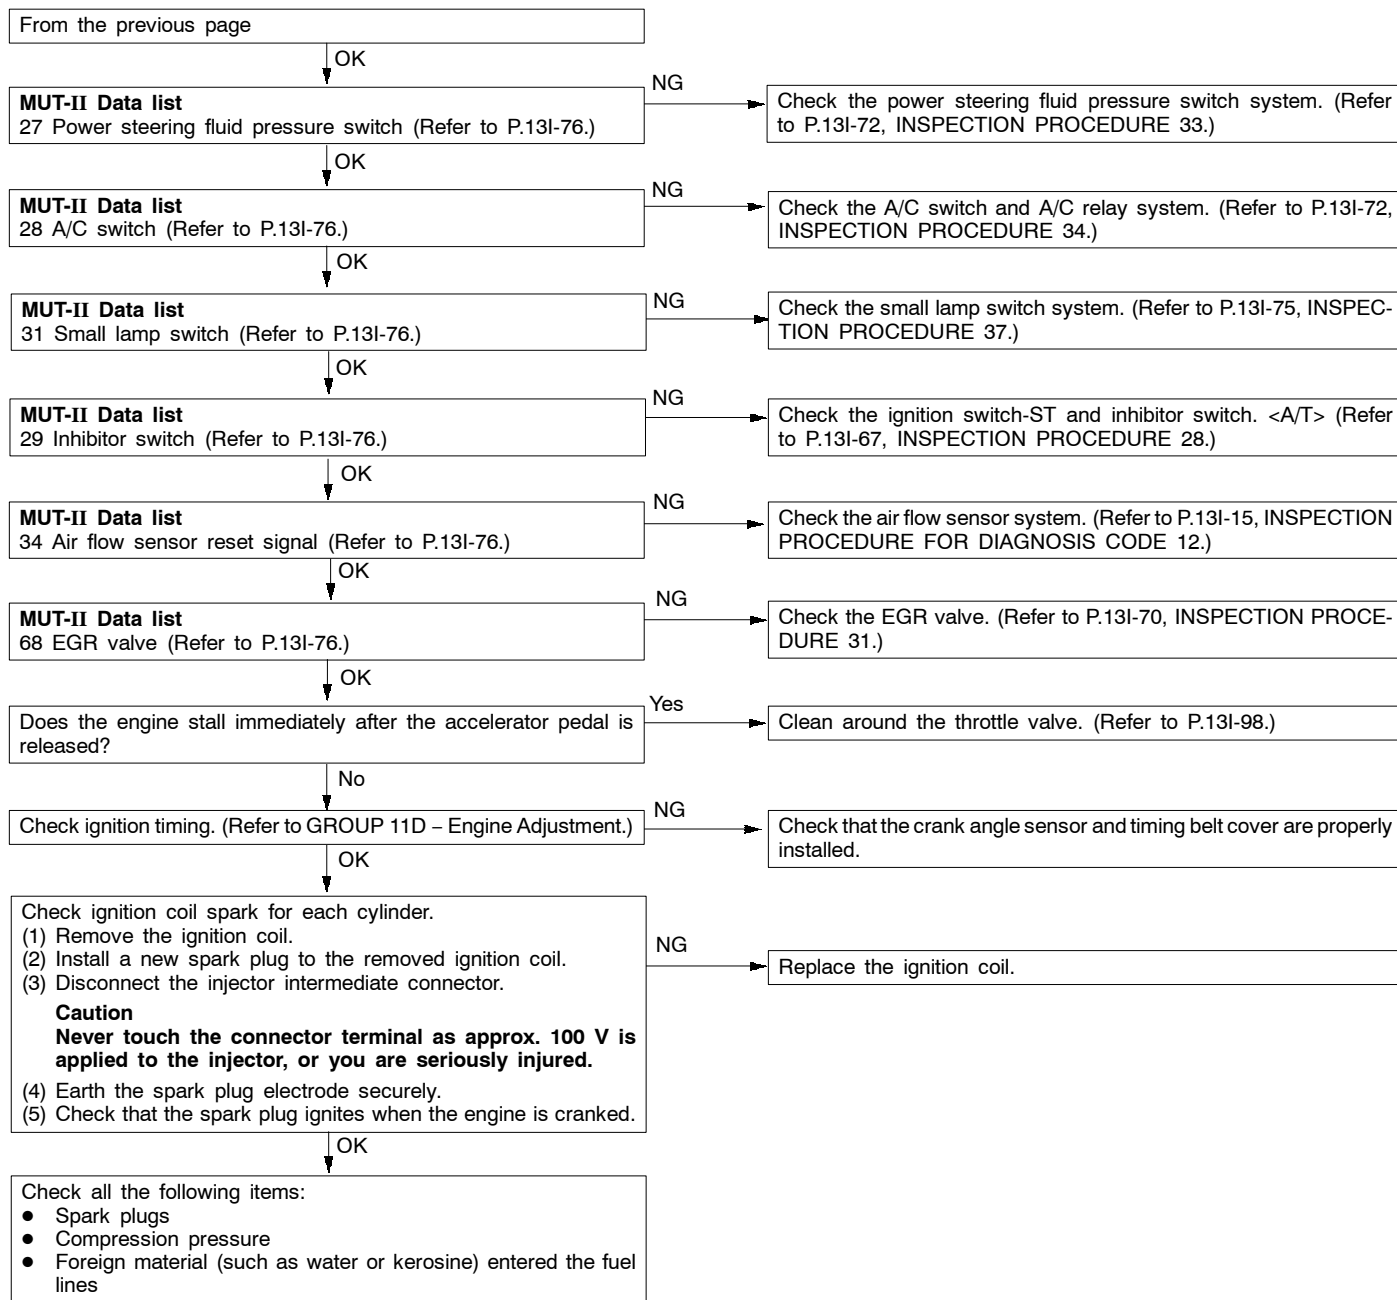 From the previous page
OK
MUT-II Data list
27 Power steering fluid pressure switch (Refer to P.13I-76.)
NG
Check the power steering fluid pressure switch system. (Refer
to P.13I-72, INSPECTION PROCEDURE 33.)
OK
MUT-II Data list
28 A/C switch (Refer to P.13I-76.)
NG
Check the A/C switch and A/C relay system. (Refer to P.13I-72,
INSPECTION PROCEDURE 34.)
OK
MUT-II Data list
31 Small lamp switch (Refer to P.13I-76.)
NG
Check the small lamp switch system. (Refer to P.13I-75, INSPEC-
TION PROCEDURE 37.)
OK
MUT-II Data list
29 Inhibitor switch (Refer to P.13I-76.)
NG
Check the ignition switch-ST and inhibitor switch. <A/T> (Refer
to P.13I-67, INSPECTION PROCEDURE 28.)
OK
MUT-II Data list
34 Air flow sensor reset signal (Refer to P.13I-76.)
NG
Check the air flow sensor system. (Refer to P.13I-15, INSPECTION
PROCEDURE FOR DIAGNOSIS CODE 12.)
OK
MUT-II Data list
68 EGR valve (Refer to P.13I-76.)
NG
Check the EGR valve. (Refer to P.13I-70, INSPECTION PROCE-
DURE 31.)
OK
Does the engine stall immediately after the accelerator pedal is
released?
Yes
Clean around the throttle valve. (Refer to P.13I-98.)
No
Check ignition timing. (Refer to GROUP 11D – Engine Adjustment.)
NG
Check that the crank angle sensor and timing belt cover are properly
installed.
OK
Check ignition coil spark for each cylinder.
(1) Remove the ignition coil.
(2) Install a new spark plug to the removed ignition coil.
(3) Disconnect the injector intermediate connector.
Caution
Never touch the connector terminal as approx. 100 V is
applied to the injector, or you are seriously injured.
(4) Earth the spark plug electrode securely.
(5) Check that the spark plug ignites when the engine is cranked.
NG
Replace the ignition coil.
OK
Check all the following items:
● Spark plugs
● Compression pressure
● Foreign material (such as water or kerosine) entered the fuel
lines